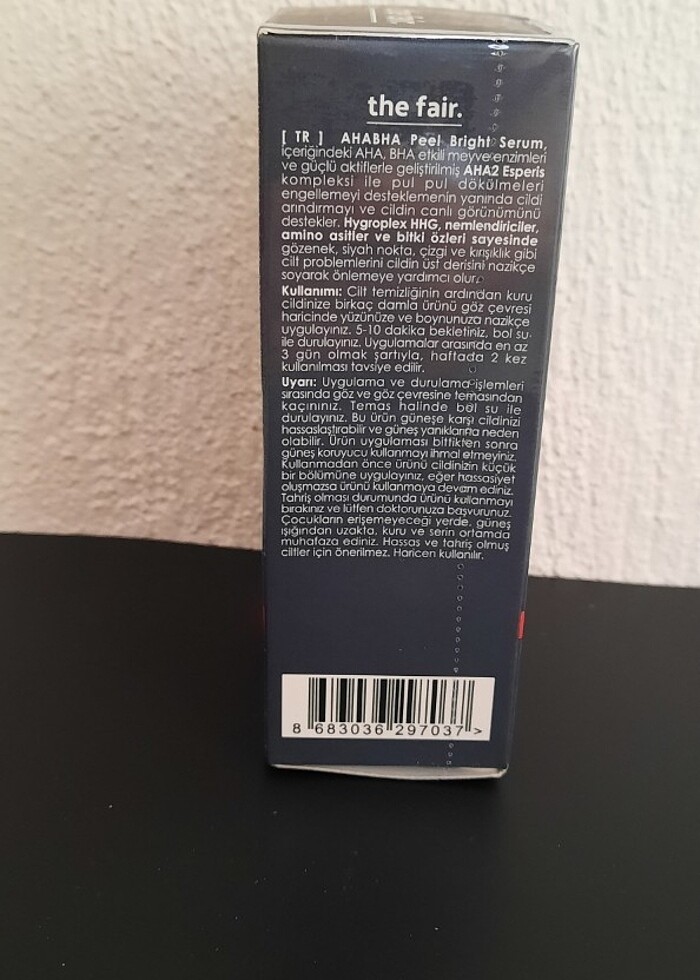 the fair.
[ TR ] AHABHA Peel Bright Serum,
içeriğindeki AHA, BHA etkili meyve enzimleri
ve güçlü aktiflerle geliştirilmiş AHA2 Esperis
kompleksi ile pul pul dökülmeleri
engellemeyi desteklemenin yanında cildi
arındırmayı ve cildin canlı görünümünü
destekler. Hygroplex HHG, nemlendiriciler,
amino asitler ve bitki özleri sayesinde
gözenek, siyah nokta, çizgi ve kırışıklık gibi
cilt problemlerini cildin üst derisini nazikçe
soyarak önlemeye yardımcı olur.
Kullanımı: Cilt temizliğinin ardından kuru
cildinize birkaç damla ürünü göz çevresi
haricinde yüzünüze ve boynunuza nazikçe
uygulayınız. 5-10 dakika bekletiniz, bol su
ile durulayınız. Uygulamalar arasında en az
3 gün olmak şartıyla, haftada 2 kez
kullanılması tavsiye edilir.
Uyarı: Uygulama ve durulama işlemleri
sırasında göz ve göz çevresine temasından
kaçınınız. Temas halinde bol su ile
durulayınız. Bu ürün güneşe karşı cildinizi
hassaslaştırabilir ve güneş yanıklarına neden
olabilir. Ürün uygulaması bittikten sonra
güneş koruyucu kullanmayı ihmal etmeyiniz.
Kullanmadan önce ürünü cildinizin küçük
bir bölümüne uygulayınız, eğer hassasiyet
oluşmazsa ürünü kullanmaya devam ediniz.
Tahriş olması durumunda ürünü kullanmayı
bırakınız ve lütfen doktorunuza başvurunuz.
Çocukların erişemeyeceği yerde, güneş
ışığından uzakta, kuru ve serin ortamda
muhafaza ediniz. Hassas ve tahriş olmuş
ciltler için önerilmez. Haricen kullanılır.
8 683036 297037 >